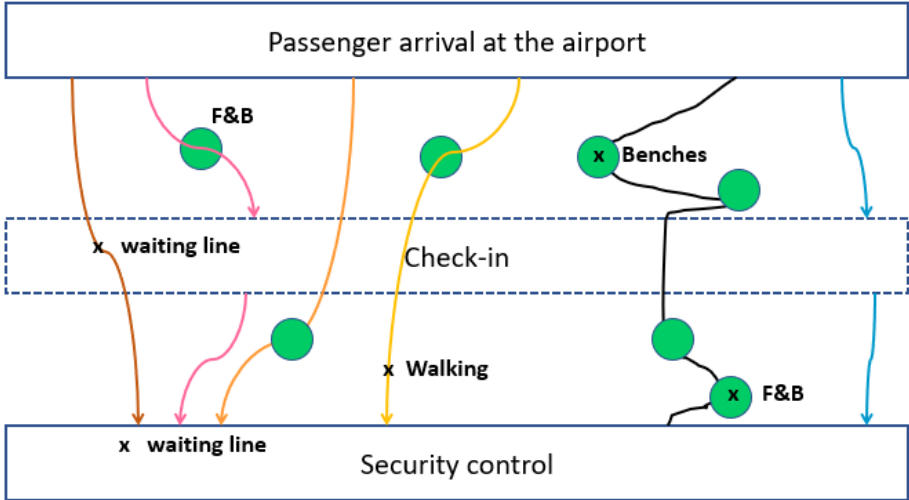 Passenger arrival at the airport
F&B
x Benches
x waiting line
Check-in
x Walking
x F&B
x waiting line
Security control